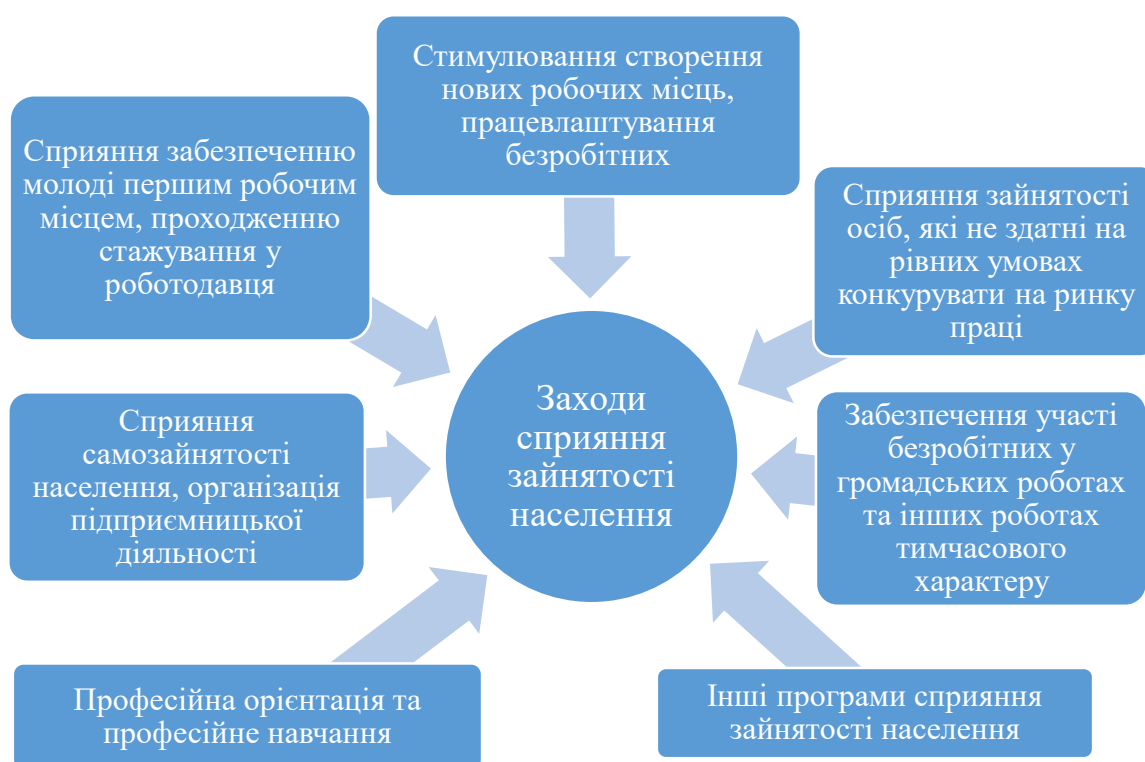 Стимулювання створення
нових робочих місць,
працевлаштування
безробітних
Сприяння забезпеченню
молоді першим робочим
місцем, проходженню
стажування у
роботодавця
Сприяння зайнятості
осіб, які не здатні на
рівних умовах
конкурувати на ринку
праці
Заходи
сприяння
зайнятості
населення
Сприяння
самозайнятості
населення, організація
підприємницької
діяльності
Забезпечення участі
безробітних у
громадських роботах
та інших роботах
тимчасового
характеру
Професійна орієнтація та
професійне навчання
Інші програми сприяння
зайнятості населення